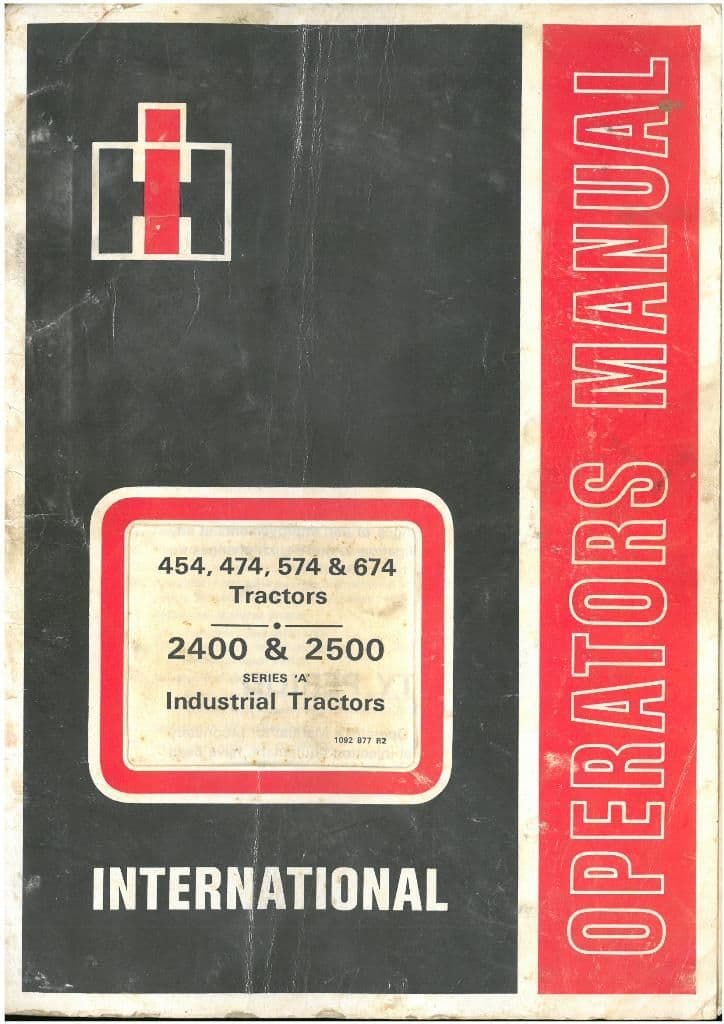 454, 474, 574 & 674
Tractors
2400 & 2500
SERIES 'A'
Industrial Tractors
1092 877 R2
INTERNATIONAL
OPERATORS MANUAL